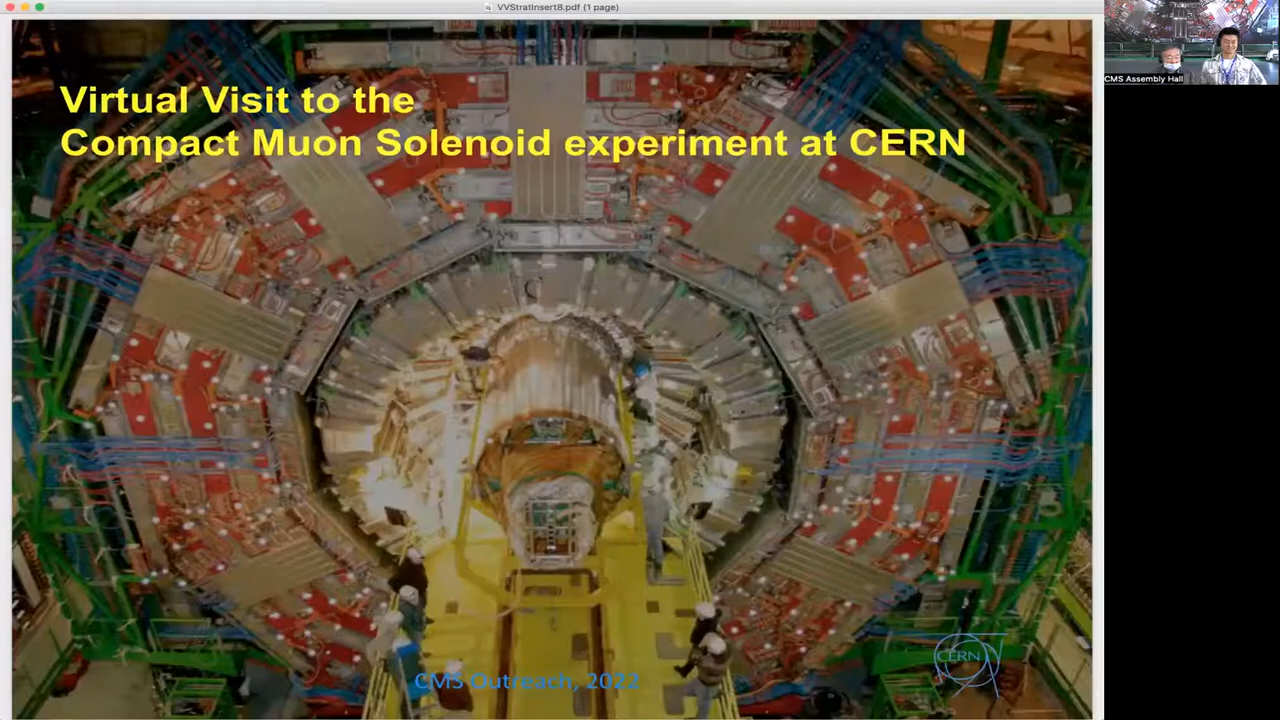 VVStratInsert8.pdf (1 page)
CMS Assembly Hall
Virtual Visit to the
Compact Muon Solenoid experiment at CERN
CMS Outreach, 2022
CERN